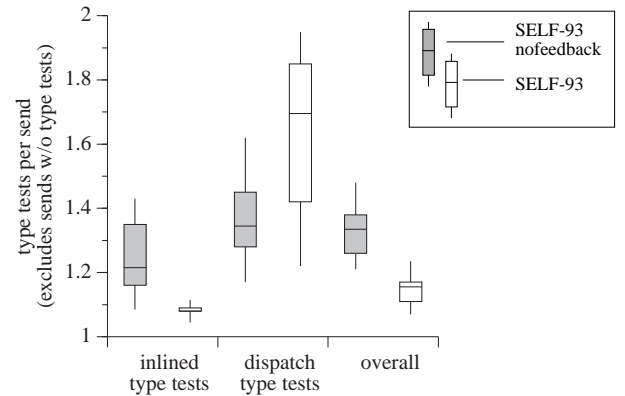 type tests per send
(excludes sends w/o type tests)
2
1.8
1.6
1.4
1.2
1
inlined
type tests
dispatch
type tests
overall
SELF-93
nofeedback
SELF-93